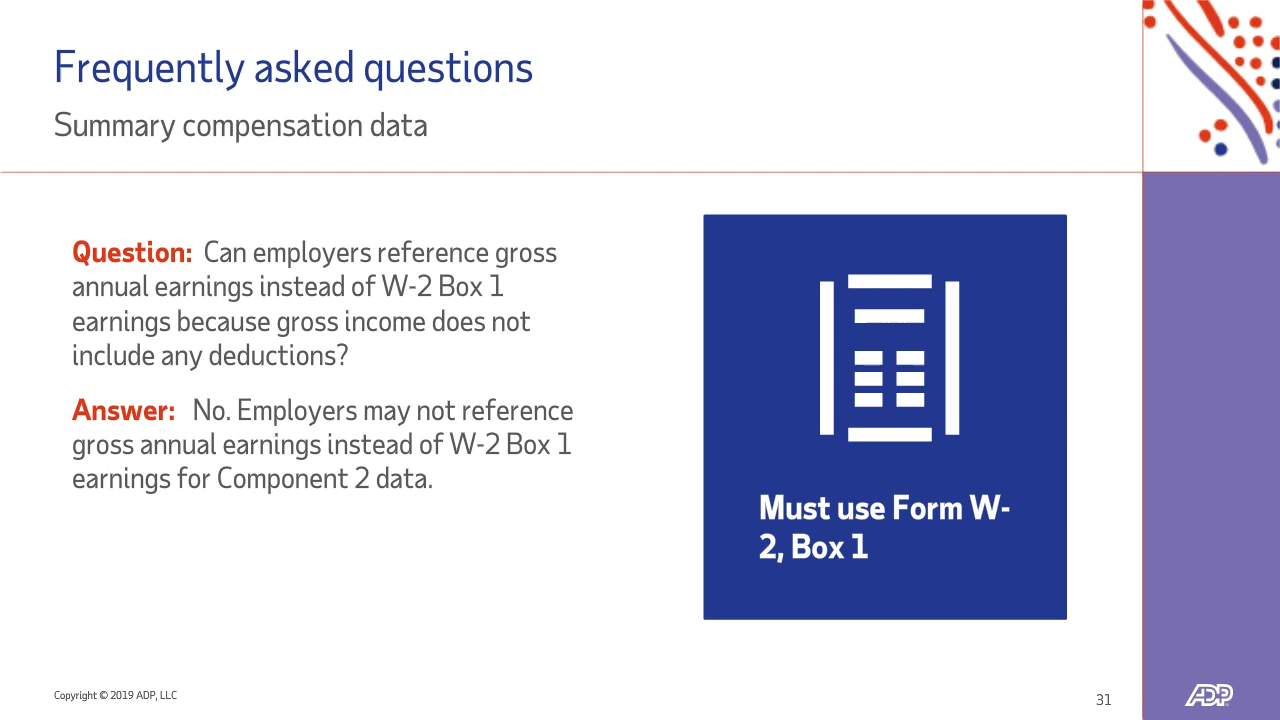 Frequently asked questions
Summary compensation data
Question: Can employers reference gross
annual earnings instead of W-2 Box 1
earnings because gross income does not
include any deductions?
Answer: No. Employers may not reference
gross annual earnings instead of W-2 Box 1
earnings for Component 2 data.
Must use Form W-
2, Box 1
Copyright © 2019 ADP, LLC
31
ADP